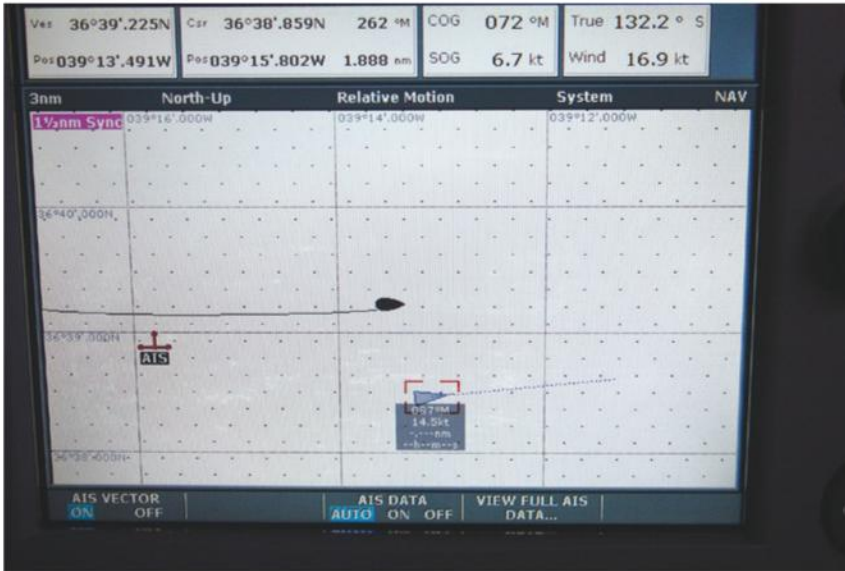 Ves 36°39'.225N
Pos 039°13'.491W
Csr 36°38'.859N 262 °M
Pos 039°15'.802W 1.888 nm
COG 072 °M
SOG 6.7 kt
True 132.2 ° S
Wind 16.9 kt
3nm North-Up Relative Motion System NAV
1½nm Sync 039°16'.000W 039°14'.000W 039°12'.000W
36°40'.000N
36°39'.000N
AIS
14.5kt
-.---nm
--h--m--s
36°38'.000N
AIS VECTOR
ON OFF
AIS DATA
AUTO ON OFF
VIEW FULL AIS
DATA...